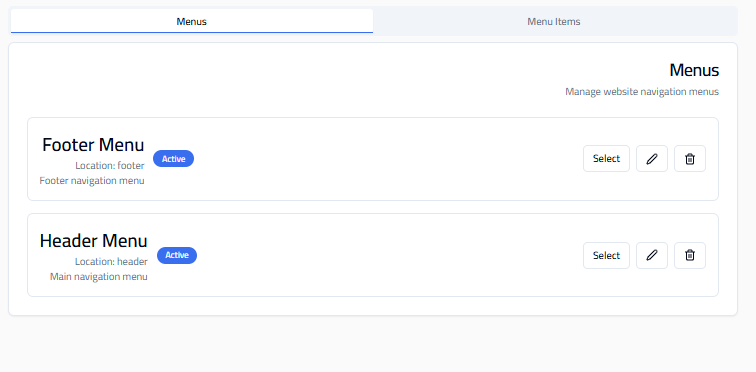 Menus
Menu Items
Menus
Manage website navigation menus
Footer Menu
Location: footer
Footer navigation menu
Active
Select
Header Menu
Location: header
Main navigation menu
Active
Select